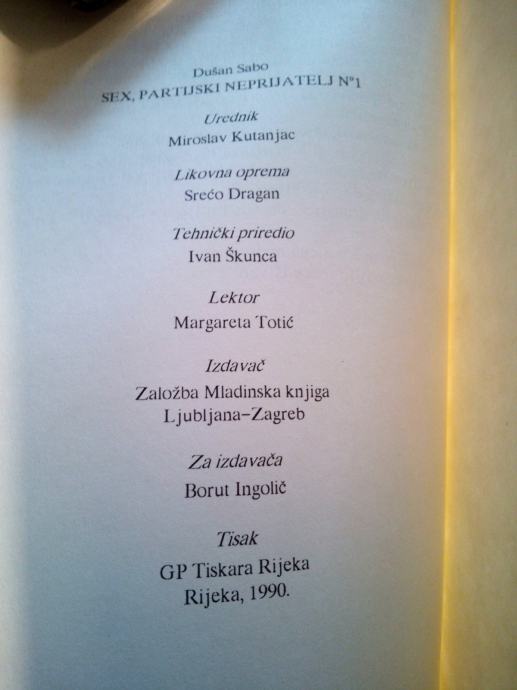 Dušan Sabo
SEX, PARTIJSKI NEPRIJATELJ N°1
Urednik
Miroslav Kutanjac
Likovna oprema
Srećo Dragan
Tehnički priredio
Ivan Škunca
Lektor
Margareta Totić
Izdavač
Založba Mladinska knjiga
Ljubljana–Zagreb
Za izdavača
Borut Ingolič
Tisak
GP Tiskara Rijeka
Rijeka, 1990.